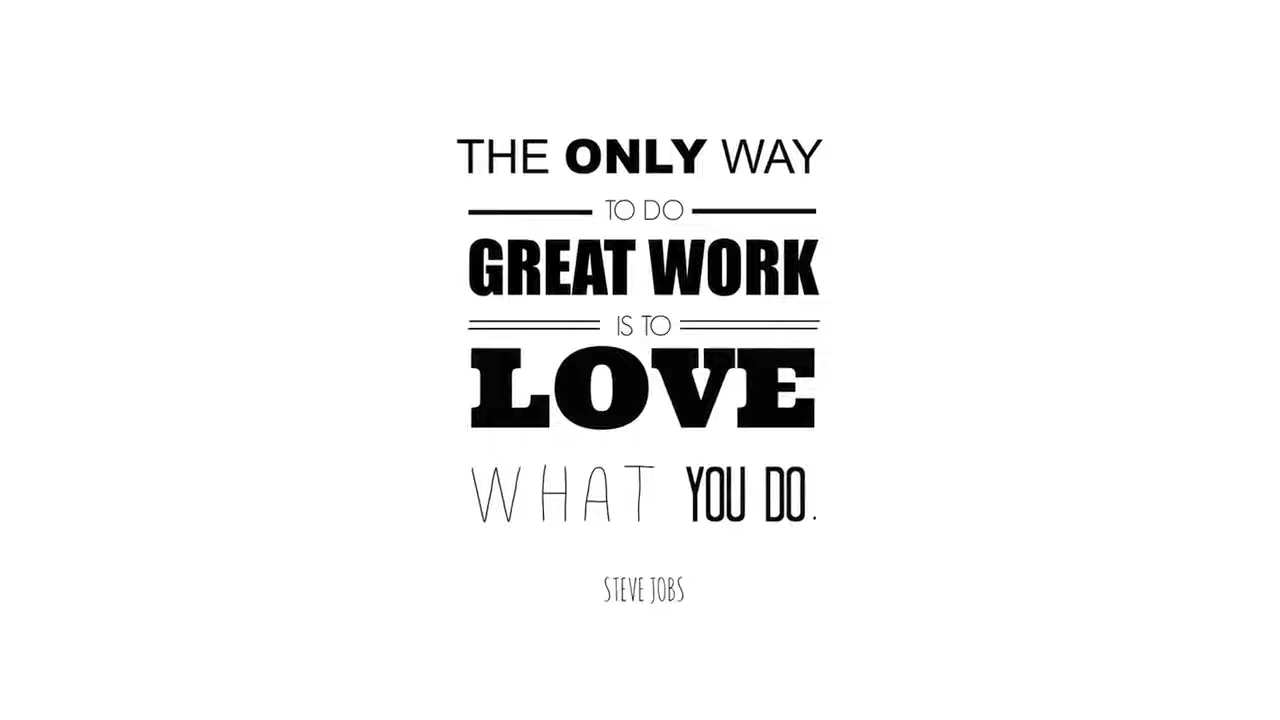 THE ONLY WAY
TO DO
GREAT WORK
IS TO
LOVE
WHAT YOU DO.
STEVE JOBS